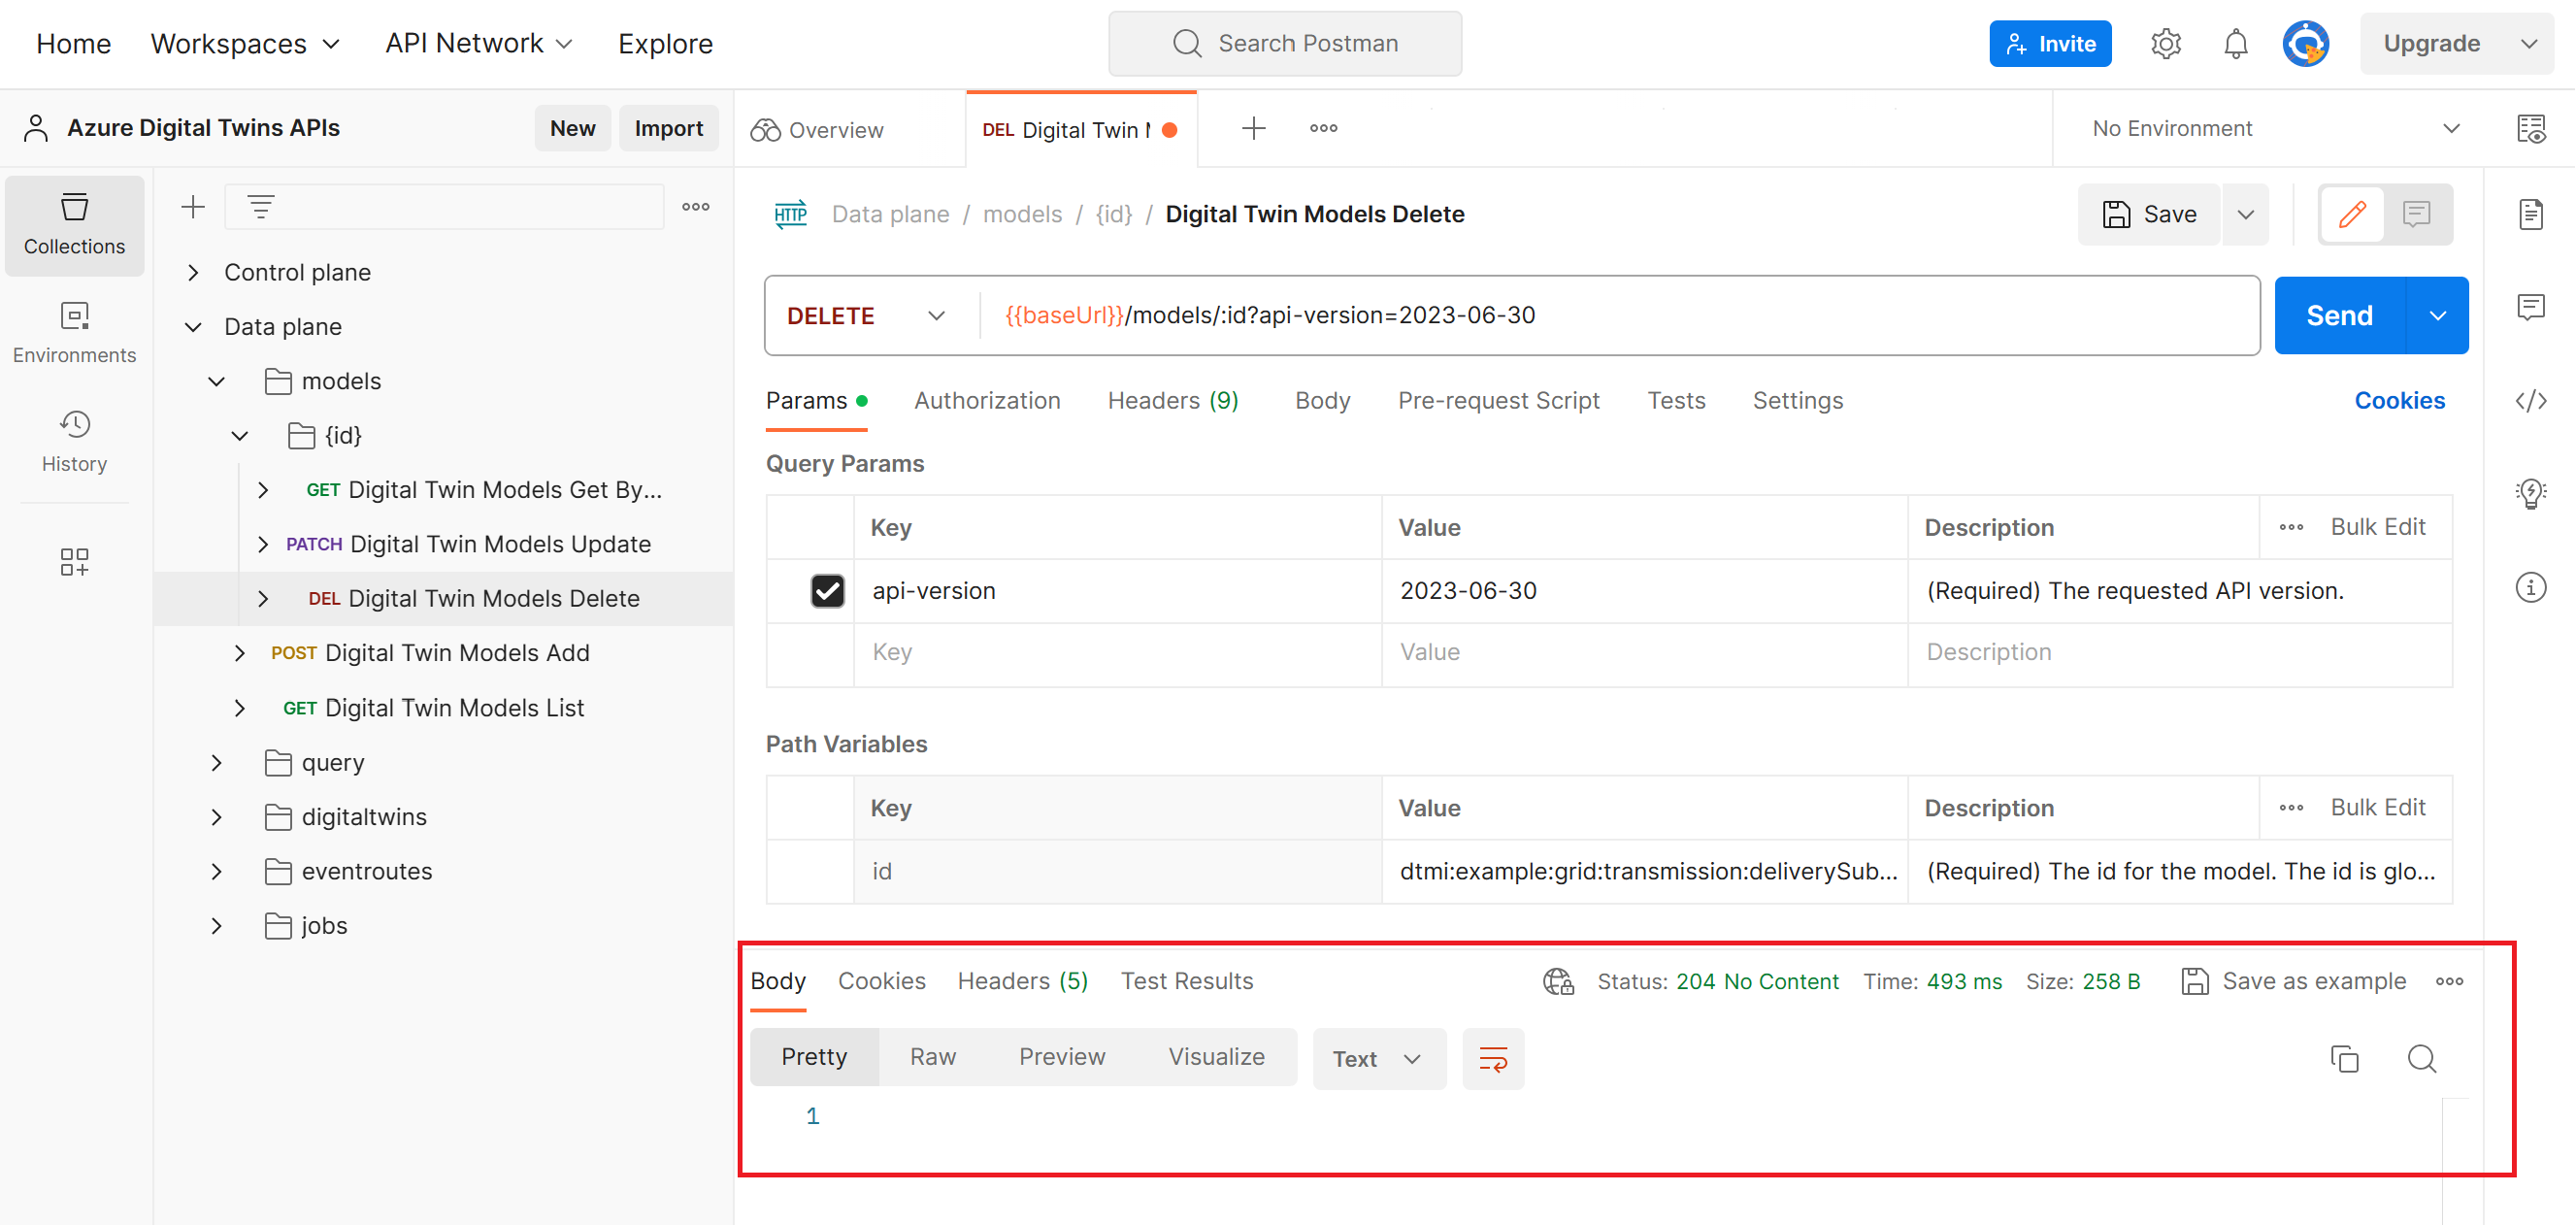 Home Workspaces API Network Explore Search Postman Invite Upgrade
Azure Digital Twins APIs New Import Overview DEL Digital Twin No Environment
Collections
Environments
History
Control plane
Data plane
models
{id}
GET Digital Twin Models Get By...
PATCH Digital Twin Models Update
DEL Digital Twin Models Delete
POST Digital Twin Models Add
GET Digital Twin Models List
query
digitaltwins
eventroutes
jobs
HTTP Data plane / models / {id} / Digital Twin Models Delete Save
DELETE {{baseUrl}}/models/:id?api-version=2023-06-30 Send
Params Authorization Headers (9) Body Pre-request Script Tests Settings Cookies
Query Params
Key Value Description Bulk Edit
api-version 2023-06-30 (Required) The requested API version.
Key Value Description
Path Variables
Key Value Description Bulk Edit
id dtmi:example:grid:transmission:deliverySub... (Required) The id for the model. The id is glo...
Body Cookies Headers (5) Test Results Status: 204 No Content Time: 493 ms Size: 258 B Save as example
Pretty Raw Preview Visualize Text
1